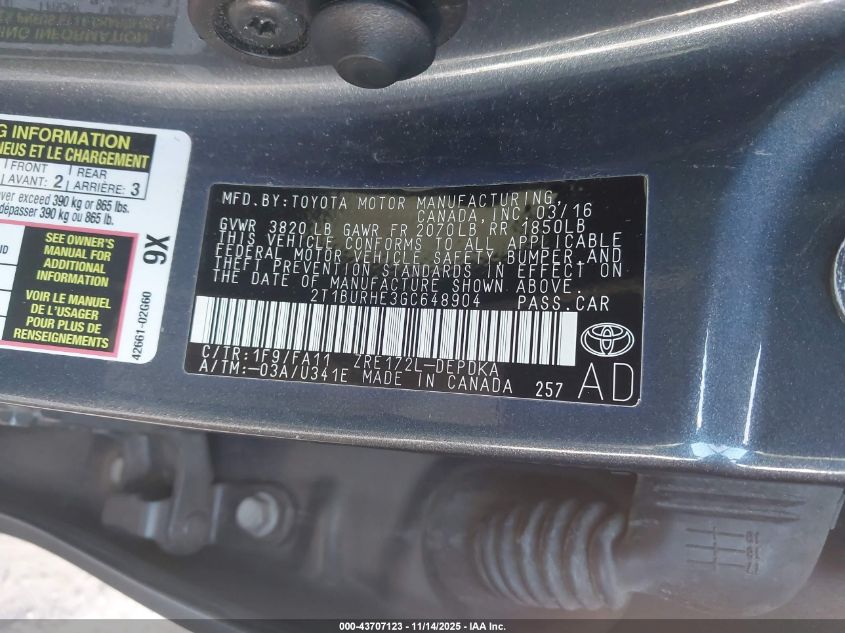 G INFORMATION
NEUS ET LE CHARGEMENT
FRONT
AVANT: 2
REAR
ARRIÈRE: 3
ver exceed 390 kg or 865 lbs.
dépasser 390 kg ou 865 lb.
SEE OWNER'S
MANUAL FOR
ADDITIONAL
INFORMATION
VOIR LE MANUEL
DE L'USAGER
POUR PLUS DE
RENSEIGNEMENTS
9X
42661-02G60
MFD. BY: TOYOTA MOTOR MANUFACTURING,
CANADA, INC. 03/16
GVWR 3820 LB GAWR FR 2070LB RR 1850LB
THIS VEHICLE CONFORMS TO ALL APPLICABLE
FEDERAL MOTOR VEHICLE SAFETY, BUMPER, AND
THEFT PREVENTION STANDARDS IN EFFECT ON
THE DATE OF MANUFACTURE SHOWN ABOVE.
2T1BURHE3GC648904 PASS.CAR
C/TR: 1F9/FA11 ZRE172L-DEPDKA
A/TM: -03A/U341E MADE IN CANADA 257
TOYOTA
AD
000-43707123 - 11/14/2025 - IAA Inc.